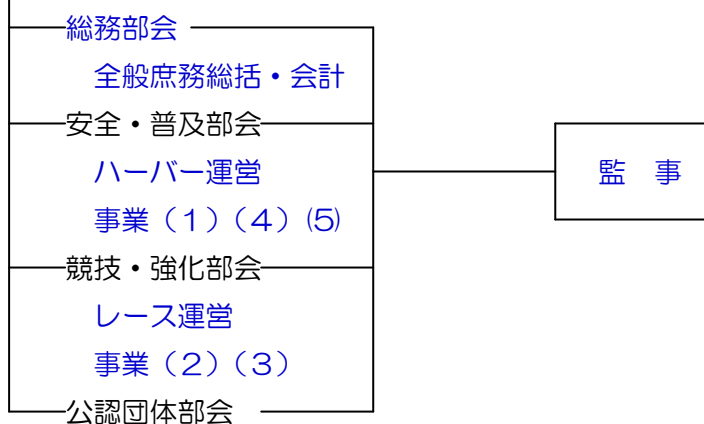 総務部会
全般庶務総括・会計
安全・普及部会
ハーバー運営
事業（１）（４）⑸
監　事
競技・強化部会
レース運営
事業（２）（３）
公認団体部会